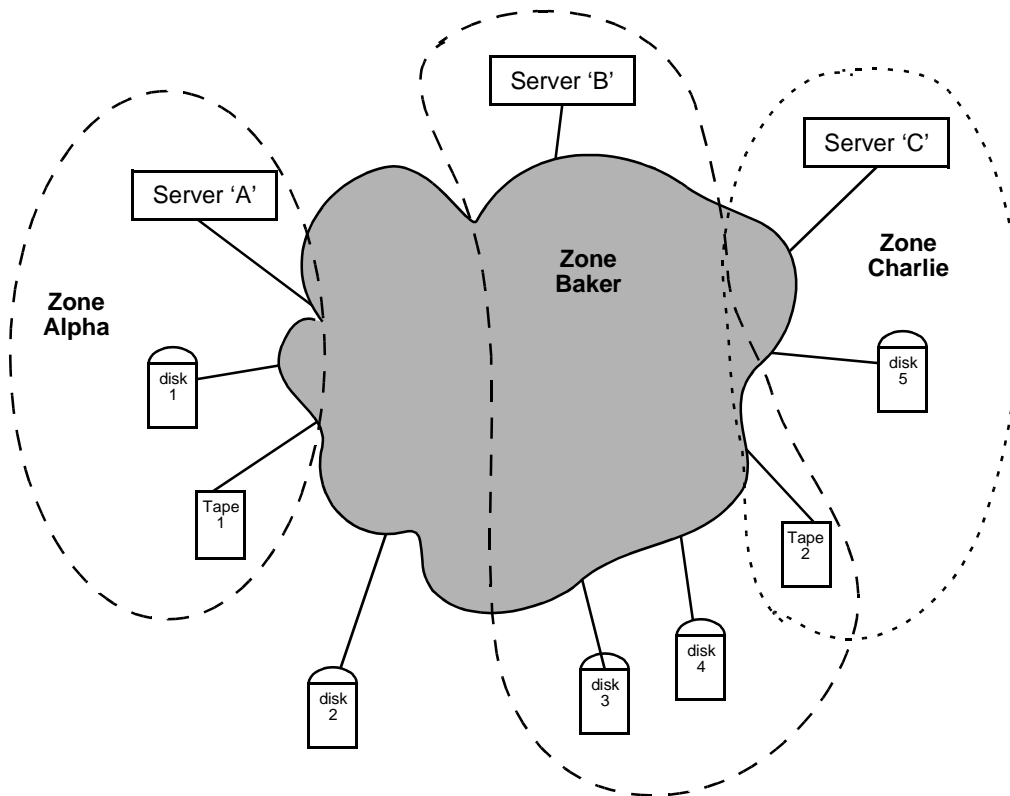 Server ‘B’
Server ‘C’
Server ‘A’
Zone
Baker
Zone
Charlie
Zone
Alpha
disk
1
disk
5
Tape
1
Tape
2
disk
2
disk
3
disk
4